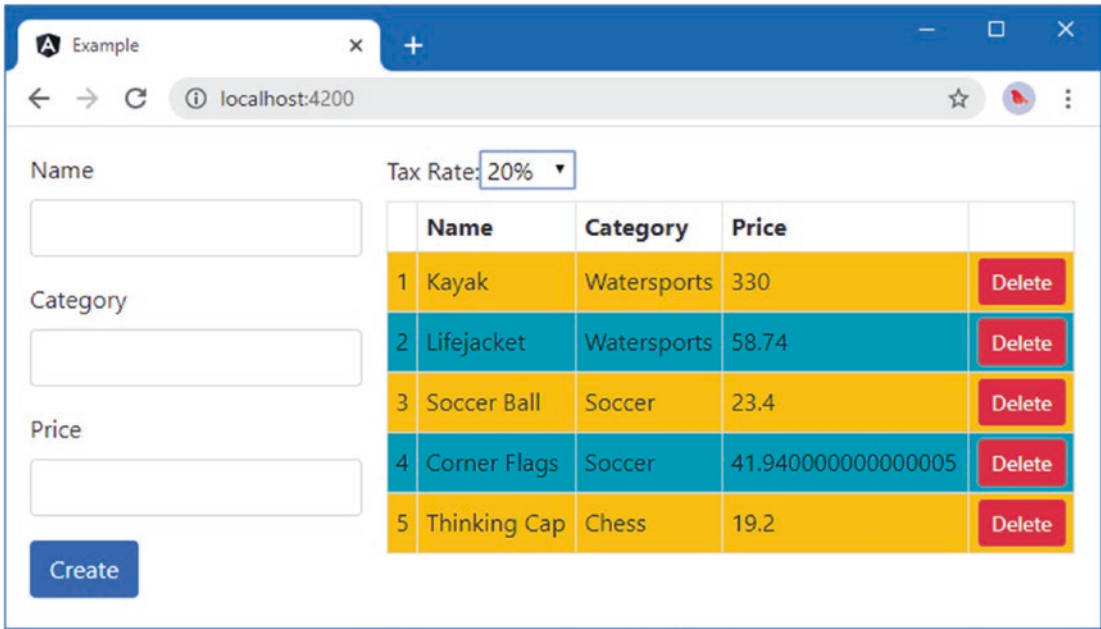 Example
localhost:4200
Name
Category
Price
Create
Tax Rate: 20%
Name Category Price
1 Kayak Watersports 330 Delete
2 Lifejacket Watersports 58.74 Delete
3 Soccer Ball Soccer 23.4 Delete
4 Corner Flags Soccer 41.940000000000005 Delete
5 Thinking Cap Chess 19.2 Delete